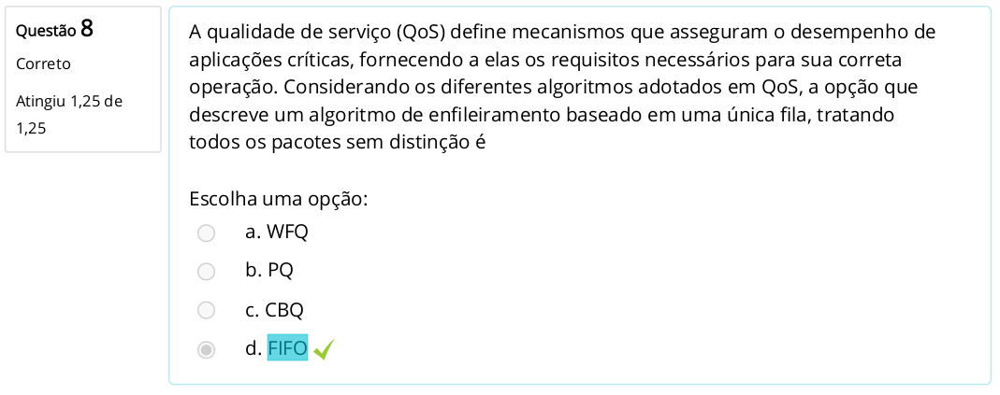 Questão 8
Correto
Atingiu 1,25 de
1,25
A qualidade de serviço (QoS) define mecanismos que asseguram o desempenho de
aplicações críticas, fornecendo a elas os requisitos necessários para sua correta
operação. Considerando os diferentes algoritmos adotados em QoS, a opção que
descreve um algoritmo de enfileiramento baseado em uma única fila, tratando
todos os pacotes sem distinção é
Escolha uma opção:
a. WFQ
b. PQ
c. CBQ
d. FIFO